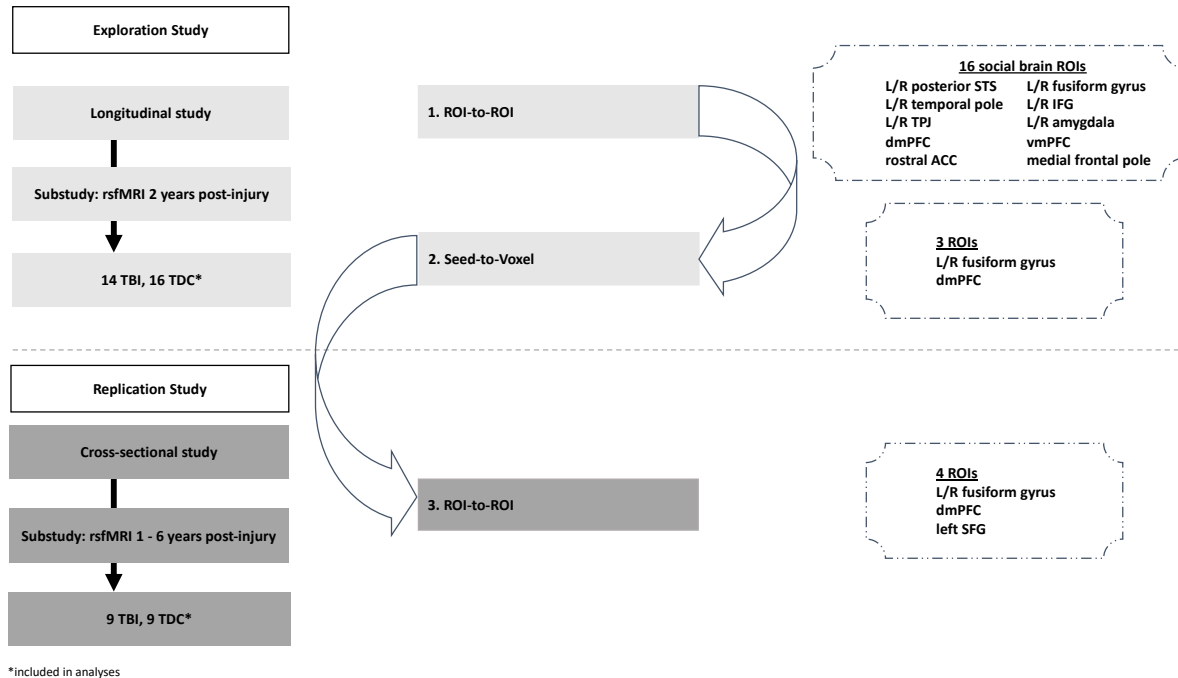 Exploration Study
Longitudinal study
Substudy: rsfMRI 2 years post-injury
14 TBI, 16 TDC*
1. ROI-to-ROI
2. Seed-to-Voxel
16 social brain ROIs
L/R posterior STS L/R fusiform gyrus
L/R temporal pole L/R IFG
L/R TPJ L/R amygdala
dmPFC vmPFC
rostral ACC medial frontal pole
3 ROIs
L/R fusiform gyrus
dmPFC
Replication Study
Cross-sectional study
Substudy: rsfMRI 1 - 6 years post-injury
9 TBI, 9 TDC*
3. ROI-to-ROI
4 ROIs
L/R fusiform gyrus
dmPFC
left SFG
*included in analyses